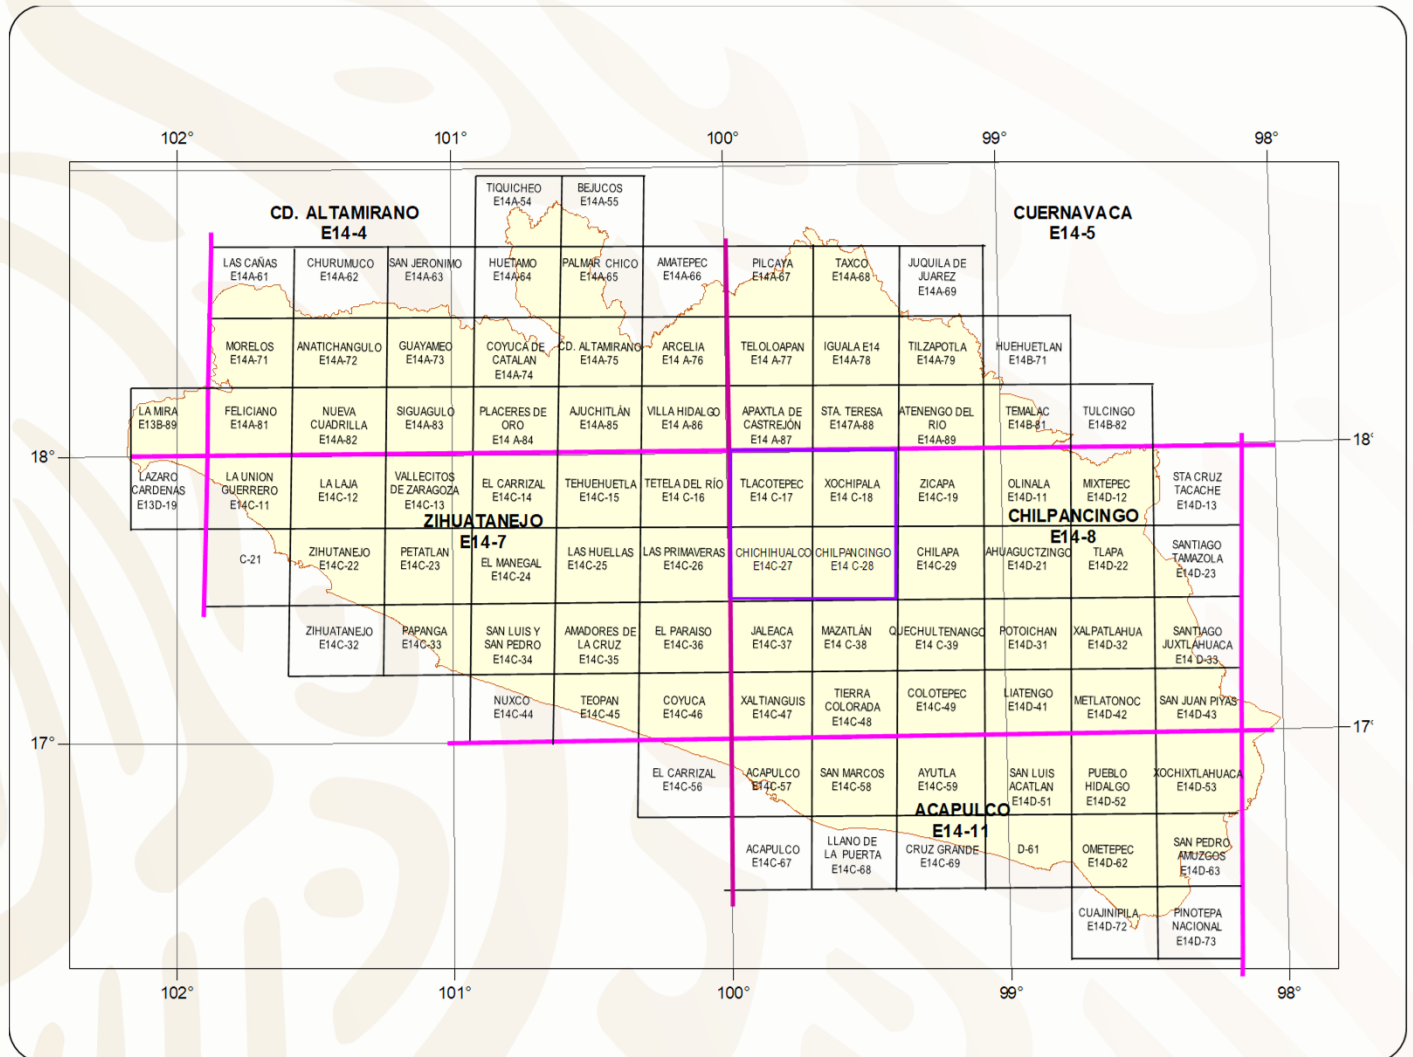 102°
101°
100°
99°
98°
TIQUICHEO
E14A-54
BEJUCOS
E14A-55
CD. ALTAMIRANO
E14-4
CUERNAVACA
E14-5
LAS CAÑAS
E14A-61
CHURUMUCO
E14A-62
SAN JERONIMO
E14A-63
HUETAMO
E14A-64
PALMAR CHICO
E14A-65
AMATEPEC
E14A-66
PILCAYA
E14A-67
TAXCO
E14A-68
JUQUILA DE
JUAREZ
E14A-69
MORELOS
E14A-71
ANATICHANGULO
E14A-72
GUAYAMEO
E14A-73
COYUCA DE
CATALAN
E14A-74
CD. ALTAMIRANO
E14A-75
ARCELIA
E14 A-76
TELOLOAPAN
E14 A-77
IGUALA E14
E14A-78
TILZAPOTLA
E14A-79
HUEHUETLAN
E14B-71
LA MIRA
E13B-89
FELICIANO
E14A-81
NUEVA
CUADRILLA
E14A-82
SIGUAGULO
E14A-83
PLACERES DE
ORO
E14 A-84
AJUCHITLÁN
E14A-85
VILLA HIDALGO
E14 A-86
APAXTLA DE
CASTREJÓN
E14 A-87
STA. TERESA
E147A-88
ATENENGO DEL
RIO
E14A-89
TEMALAC
E14B-81
TULCINGO
E14B-82
18°
18°
LAZARO
CARDENAS
E13D-19
LA UNION
GUERRERO
E14C-11
LA LAJA
E14C-12
VALLECITOS
DE ZARAGOZA
E14C-13
EL CARRIZAL
E14C-14
TEHUEHUETLA
E14C-15
TETELA DEL RÍO
E14 C-16
TLACOTEPEC
E14 C-17
XOCHIPALA
E14 C-18
ZICAPA
E14C-19
OLINALA
E14D-11
MIXTEPEC
E14D-12
STA CRUZ
TACACHE
E14D-13
ZIHUATANEJO
E14-7
CHILPANCINGO
E14-8
C-21
ZIHUTANEJO
E14C-22
PETATLAN
E14C-23
EL MANEGAL
E14C-24
LAS HUELLAS
E14C-25
LAS PRIMAVERAS
E14C-26
CHICHIHUALCO
E14C-27
CHILPANCINGO
E14 C-28
CHILAPA
E14C-29
AHUAGUCTZINGO
E14D-21
TLAPA
E14D-22
SANTIAGO
TAMAZOLA
E14D-23
ZIHUATANEJO
E14C-32
PAPANGA
E14C-33
SAN LUIS Y
SAN PEDRO
E14C-34
AMADORES DE
LA CRUZ
E14C-35
EL PARAISO
E14C-36
JALEACA
E14C-37
MAZATLÁN
E14 C-38
QUECHULTENANGO
E14 C-39
POTOICHAN
E14D-31
XALPATLAHUA
E14D-32
SANTIAGO
JUXTLAHUACA
E14 D-33
NUXCO
E14C-44
TEOPAN
E14C-45
COYUCA
E14C-46
XALTIANGUIS
E14C-47
TIERRA
COLORADA
E14C-48
COLOTEPEC
E14C-49
LIATENGO
E14D-41
METLATONOC
E14D-42
SAN JUAN PIYAS
E14D-43
17°
17°
EL CARRIZAL
E14C-56
ACAPULCO
E14C-57
SAN MARCOS
E14C-58
AYUTLA
E14C-59
SAN LUIS
ACATLAN
E14D-51
PUEBLO
HIDALGO
E14D-52
XOCHIXTLAHUACA
E14D-53
ACAPULCO
E14-11
ACAPULCO
E14C-67
LLANO DE
LA PUERTA
E14C-68
CRUZ GRANDE
E14C-69
D-61
OMETEPEC
E14D-62
SAN PEDRO
AMUZGOS
E14D-63
CUAJINIPILA
E14D-72
PINOTEPA
NACIONAL
E14D-73
102°
101°
100°
99°
98°